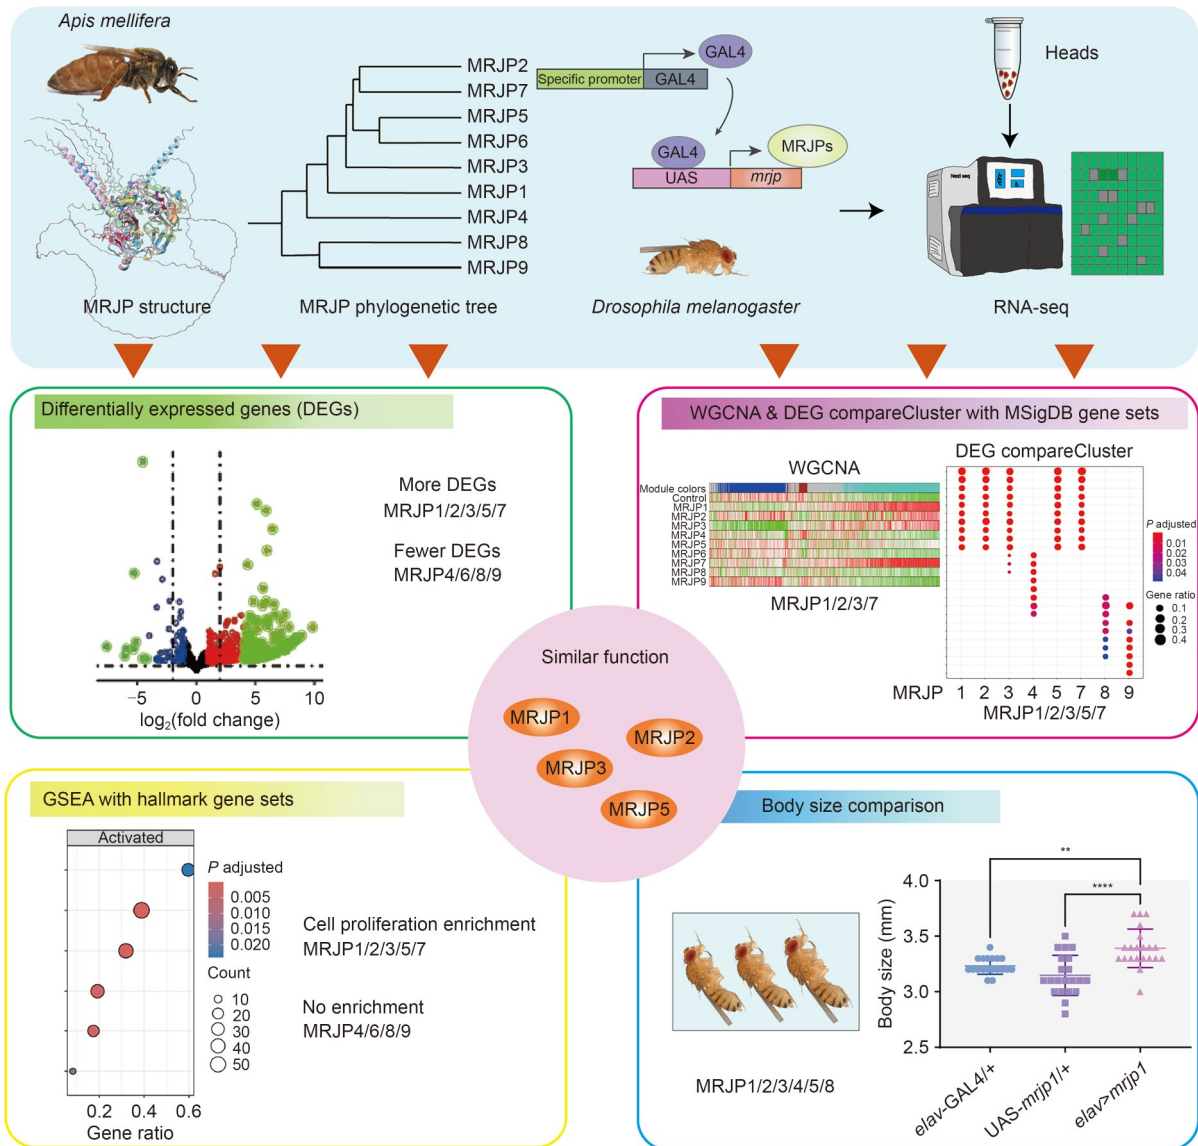 Apis mellifera
MRJP structure
MRJP2
MRJP7
MRJP5
MRJP6
MRJP3
MRJP1
MRJP4
MRJP8
MRJP9
MRJP phylogenetic tree
GAL4
Specific promoter
GAL4
GAL4
MRJPs
UAS
mrjp
Drosophila melanogaster
Heads
Next seq
RNA-seq
Differentially expressed genes (DEGs)
More DEGs
MRJP1/2/3/5/7
Fewer DEGs
MRJP4/6/8/9
−5
0
5
10
log₂(fold change)
WGCNA & DEG compareCluster with MSigDB gene sets
WGCNA
Module colors
Control
MRJP1
MRJP2
MRJP3
MRJP4
MRJP5
MRJP6
MRJP7
MRJP8
MRJP9
MRJP1/2/3/7
DEG compareCluster
P adjusted
0.01
0.02
0.03
0.04
Gene ratio
0.1
0.2
0.3
0.4
MRJP 1 2 3 4 5 7 8 9
MRJP1/2/3/5/7
Similar function
MRJP1
MRJP2
MRJP3
MRJP5
GSEA with hallmark gene sets
Activated
0.2
0.4
0.6
Gene ratio
P adjusted
0.005
0.010
0.015
0.020
Count
10
20
30
40
50
Cell proliferation enrichment
MRJP1/2/3/5/7
No enrichment
MRJP4/6/8/9
Body size comparison
MRJP1/2/3/4/5/8
Body size (mm)
4.0
3.5
3.0
2.5
**
****
elav-GAL4/+
UAS-mrjp1/+
elav>mrjp1